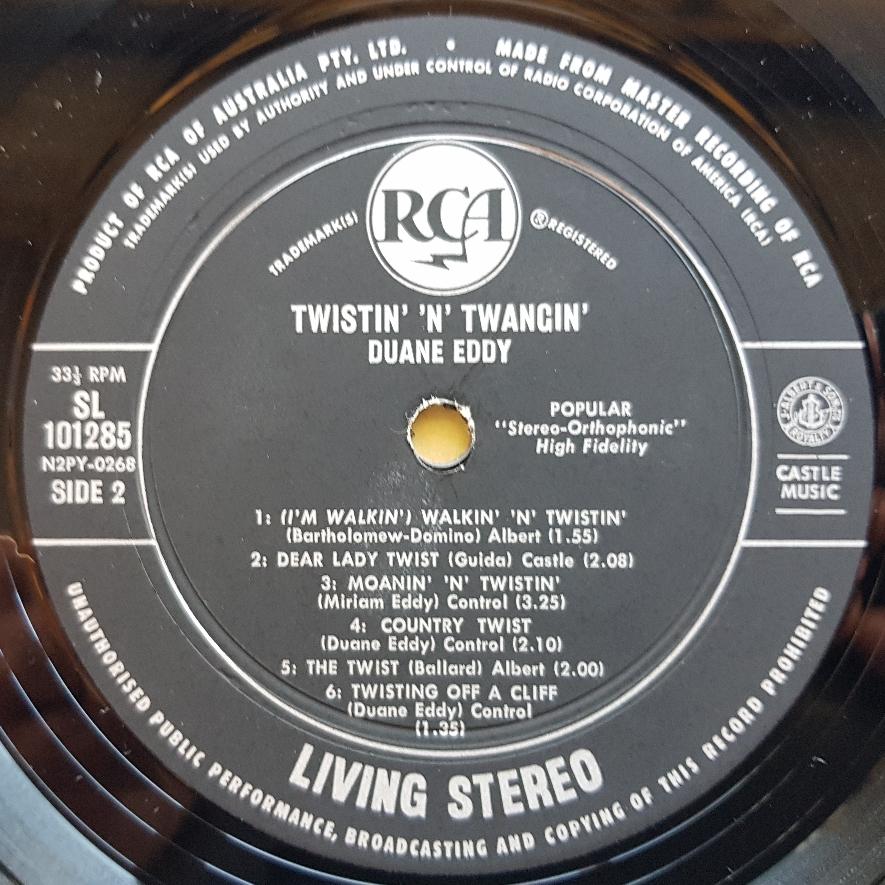 PRODUCT OF RCA OF AUSTRALIA PTY. LTD. • MADE FROM MASTER RECORDING OF RCA
TRADEMARK(S) USED BY AUTHORITY AND UNDER CONTROL OF RADIO CORPORATION OF AMERICA (RCA)
TRADEMARK(S)
RCA
®REGISTERED
TWISTIN' 'N' TWANGIN'
DUANE EDDY
33⅓ RPM
SL
101285
N2PY-0268
SIDE 2
POPULAR
"Stereo-Orthophonic"
High Fidelity
J. ALBERT & SON PTY LTD
ROYALTY
CASTLE
MUSIC
1: (I'M WALKIN') WALKIN' 'N' TWISTIN'
(Bartholomew-Domino) Albert (1.55)
2: DEAR LADY TWIST (Guida) Castle (2.08)
3: MOANIN' 'N' TWISTIN'
(Miriam Eddy) Control (3.25)
4: COUNTRY TWIST
(Duane Eddy) Control (2.10)
5: THE TWIST (Ballard) Albert (2.00)
6: TWISTING OFF A CLIFF
(Duane Eddy) Control
(1.35)
LIVING STEREO
UNAUTHORISED PUBLIC PERFORMANCE, BROADCASTING AND COPYING OF THIS RECORD PROHIBITED